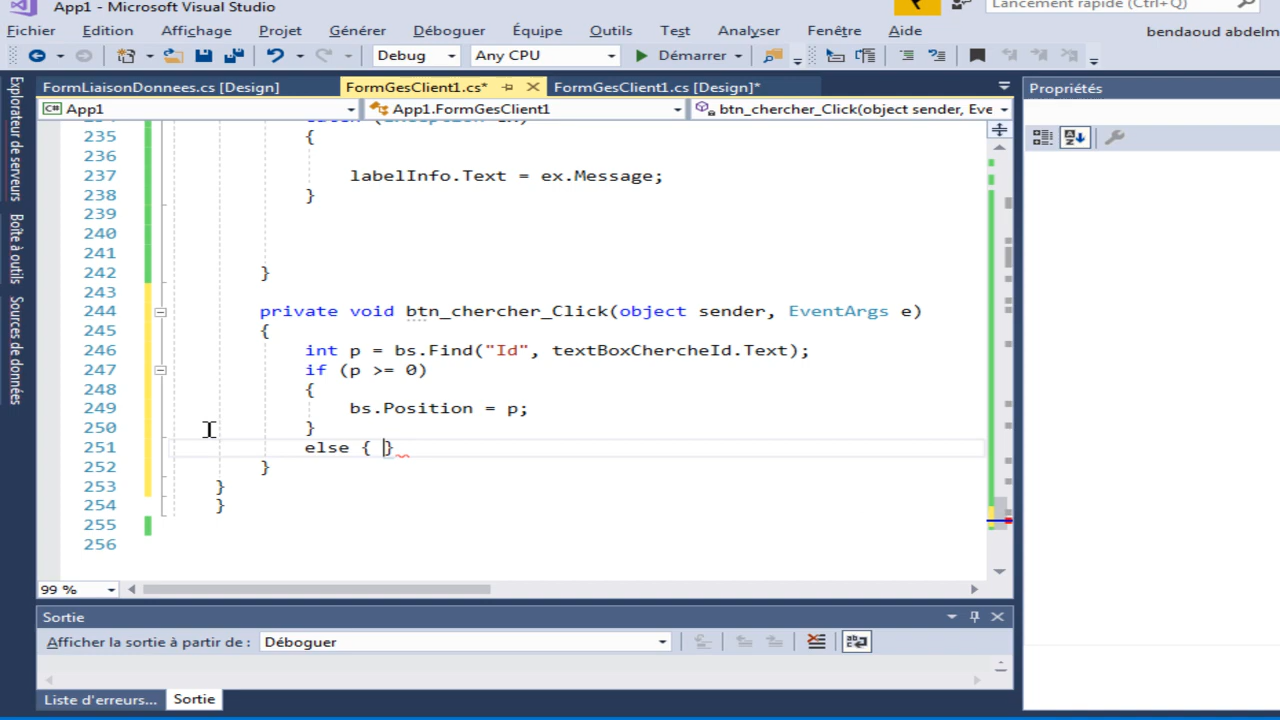 App1 - Microsoft Visual Studio
Lancement rapide (Ctrl+Q)
Fichier Edition Affichage Projet Générer Déboguer Équipe Outils Test Analyser Fenêtre Aide bendaoud abdelm
Debug Any CPU Démarrer
FormLiaisonDonnees.cs [Design] FormGesClient1.cs* FormGesClient1.cs [Design]*
Propriétés
App1 App1.FormGesClient1 btn_chercher_Click(object sender, Eve
Explorateur de serveurs
Boîte à outils
Sources de données
235 {
236
237 labelInfo.Text = ex.Message;
238 }
239
240
241
242 }
243
244 private void btn_chercher_Click(object sender, EventArgs e)
245 {
246 int p = bs.Find("Id", textBoxChercheId.Text);
247 if (p >= 0)
248 {
249 bs.Position = p;
250 }
251 else { }
252 }
253 }
254 }
255
256
99 %
Sortie
Afficher la sortie à partir de : Déboguer
Liste d'erreurs... Sortie